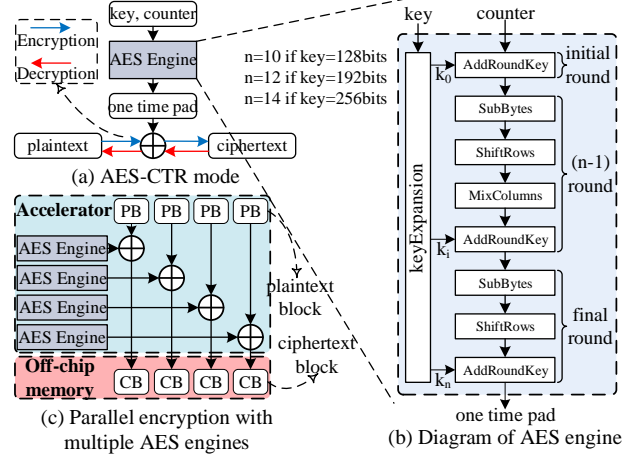 key, counter
Encryption
Decryption
AES Engine
n=10 if key=128bits
n=12 if key=192bits
n=14 if key=256bits
one time pad
plaintext
ciphertext
(a) AES-CTR mode
Accelerator
PB PB PB PB
AES Engine
AES Engine
AES Engine
AES Engine
plaintext
block
ciphertext
block
Off-chip
memory
CB CB CB CB
(c) Parallel encryption with
multiple AES engines
key
counter
keyExpansion
k0
AddRoundKey
initial
round
SubBytes
ShiftRows
MixColumns
(n-1)
round
ki
AddRoundKey
SubBytes
ShiftRows
final
round
kn
AddRoundKey
one time pad
(b) Diagram of AES engine